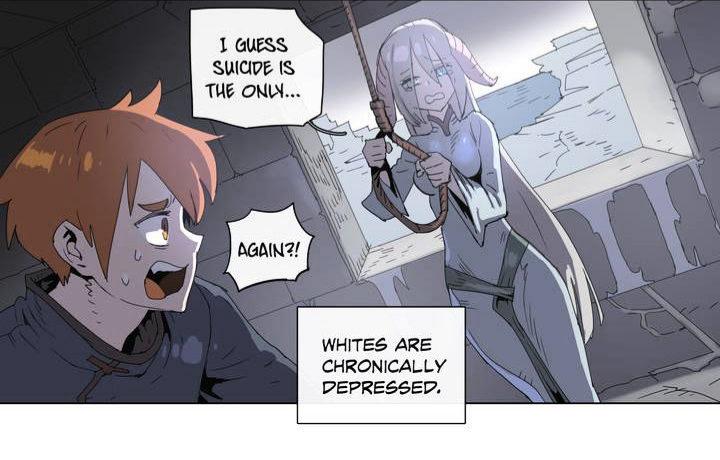 I GUESS
SUICIDE IS
THE ONLY...
AGAIN?!
WHITES ARE
CHRONICALLY
DEPRESSED.